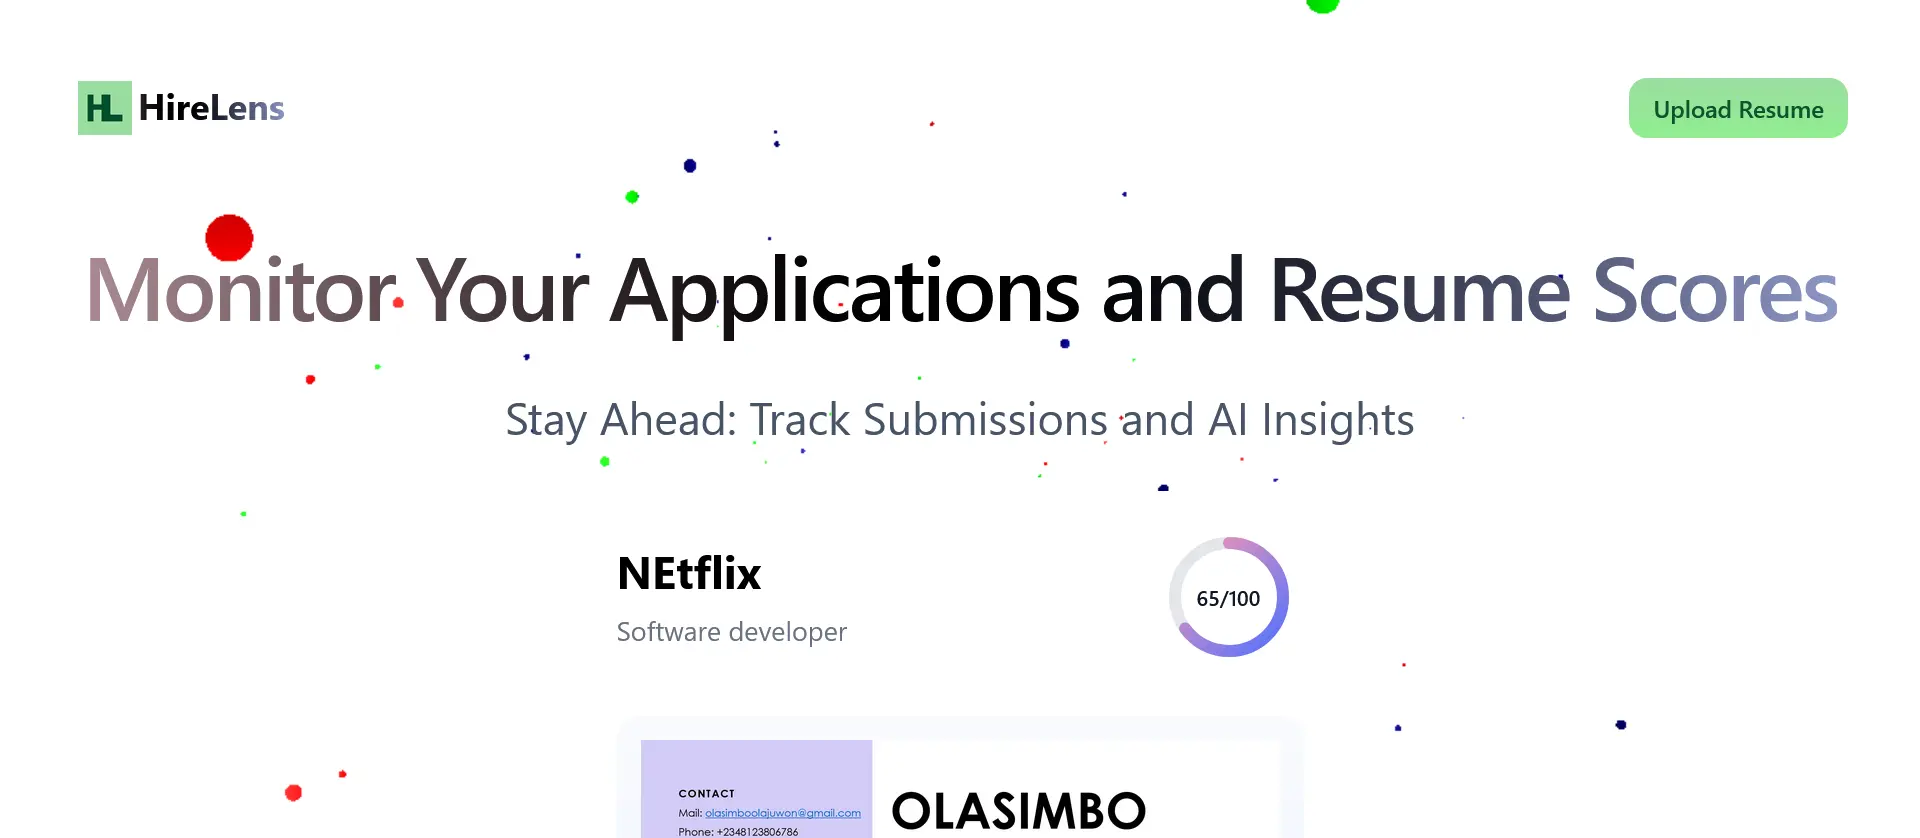 HL HireLens
Upload Resume
Monitor Your Applications and Resume Scores
Stay Ahead: Track Submissions and AI Insights
NEtflix
65/100
Software developer
CONTACT
Mail: olasimboolajuwon@gmail.com
Phone: +2348123806786
OLASIMBO